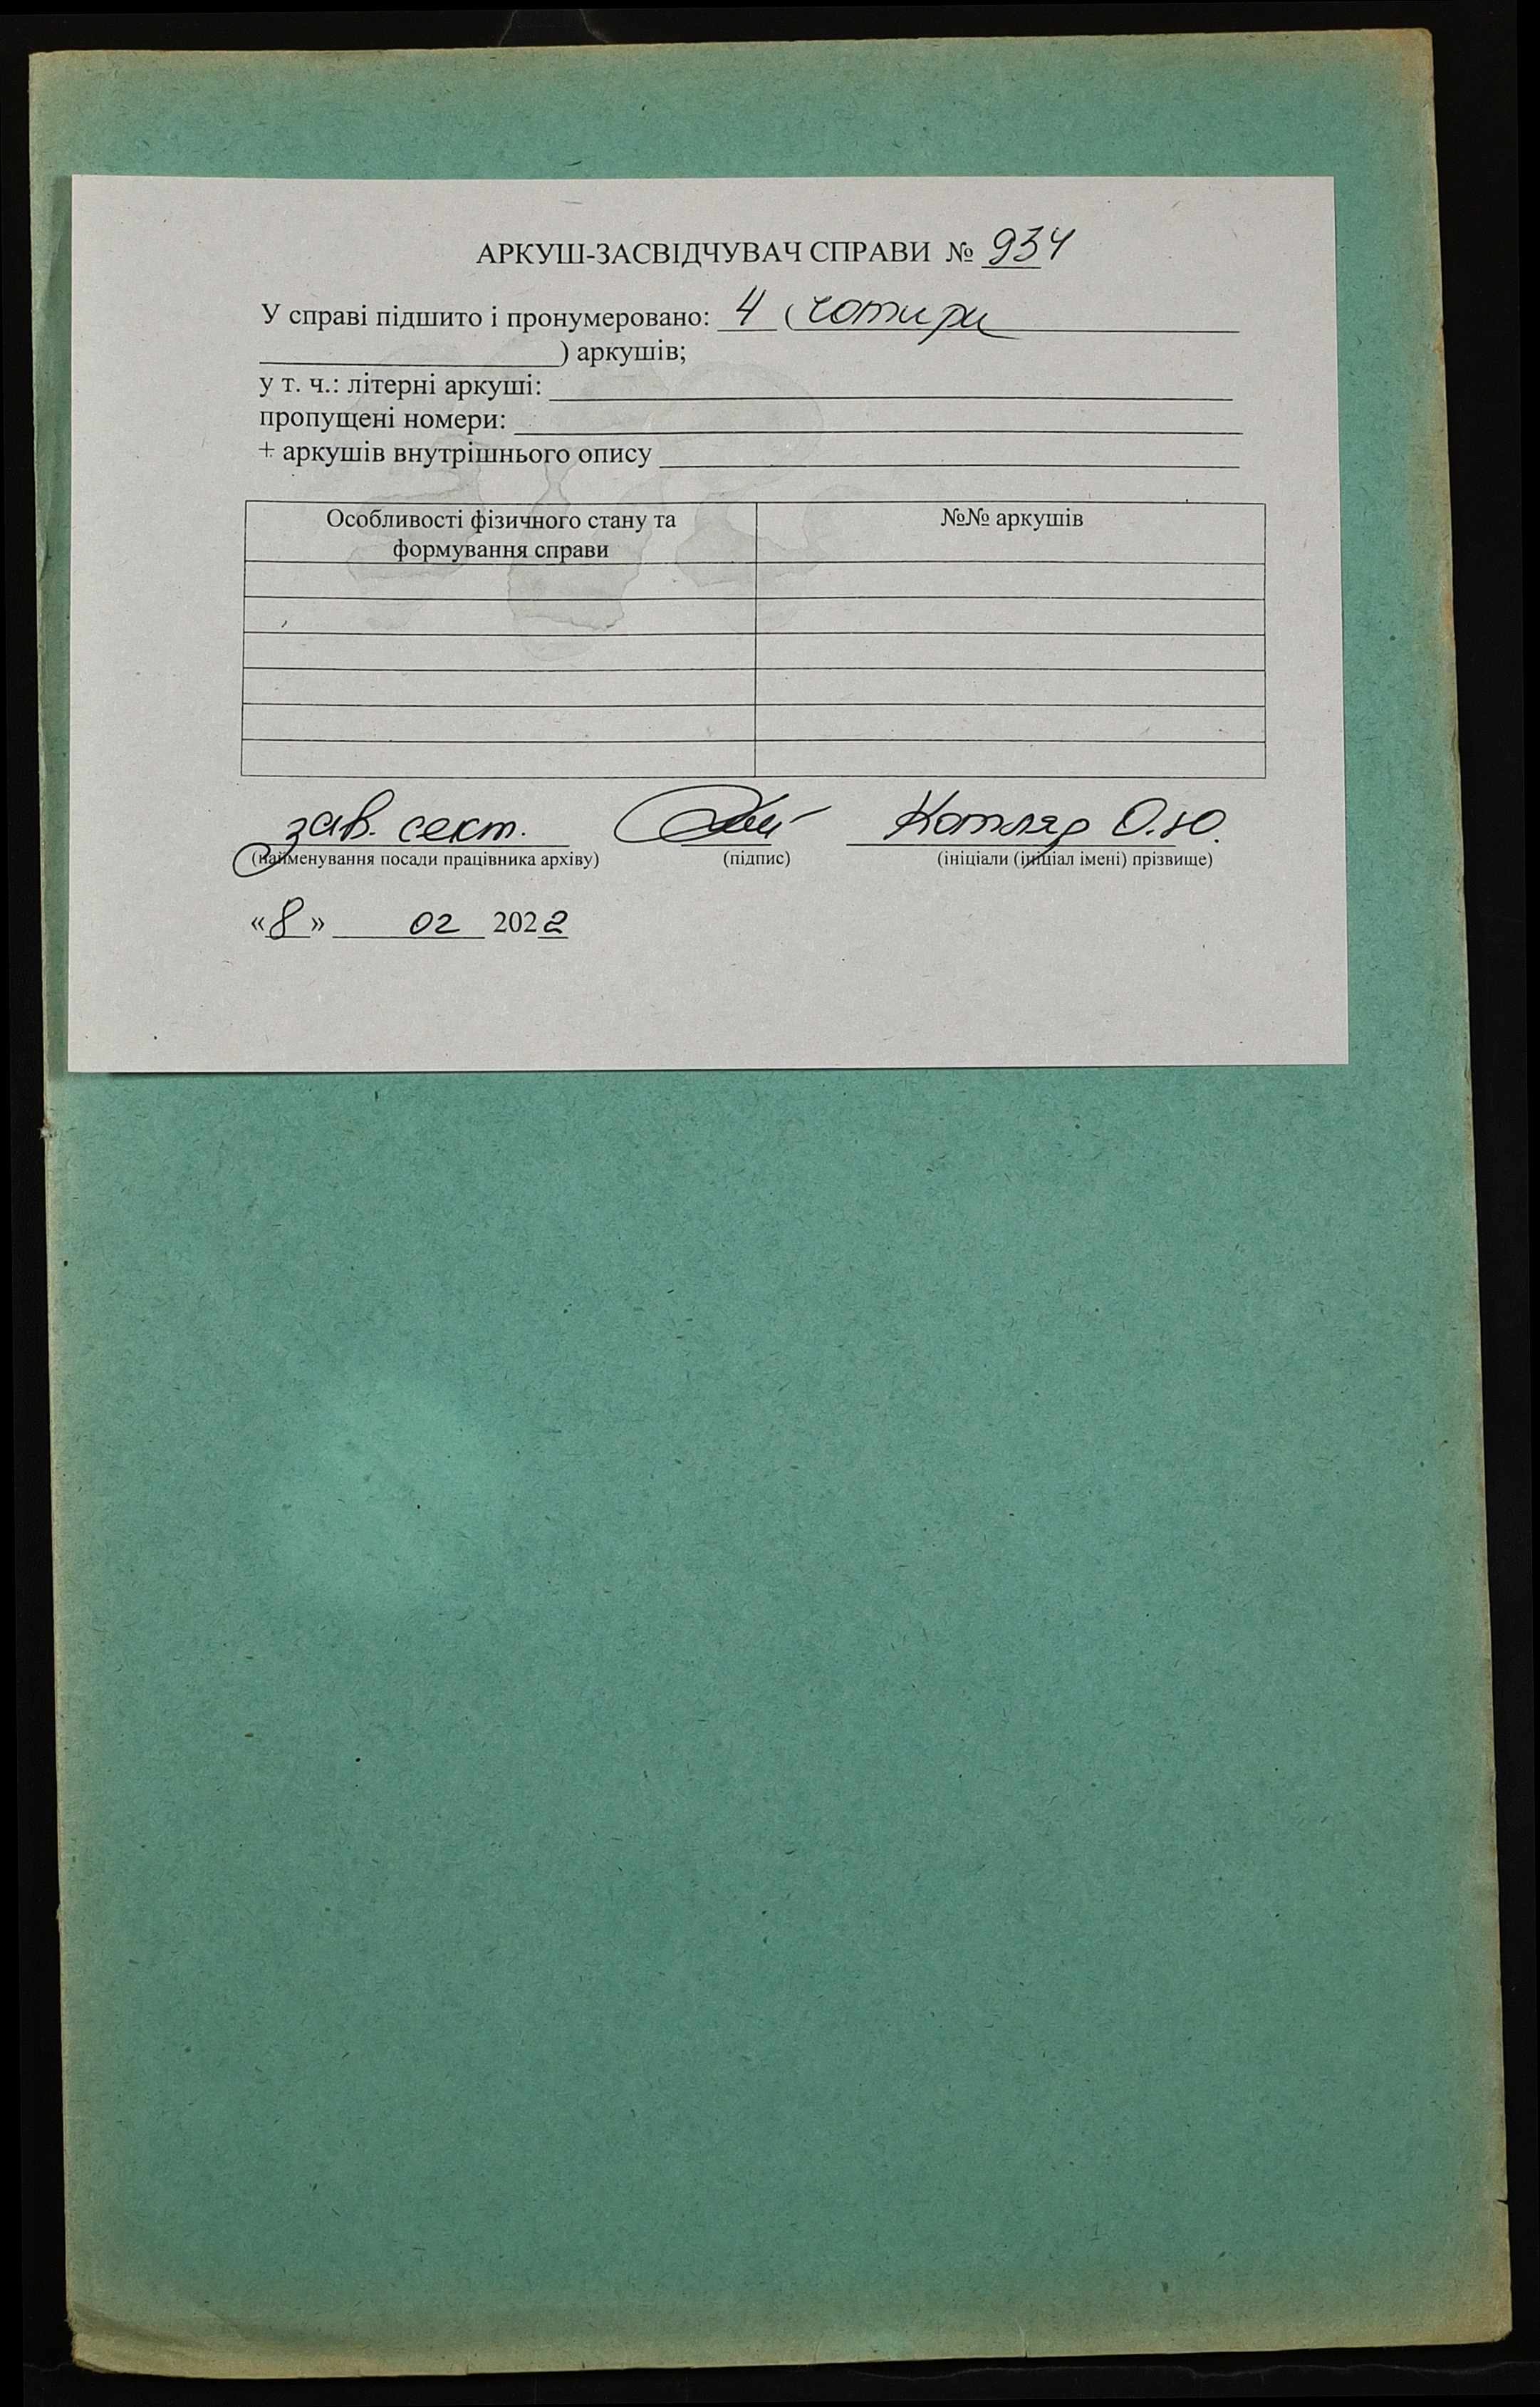 АРКУШ-ЗАСВІДЧУВАЧ СПРАВИ № 934
У справі підшито і пронумеровано: 4 (чотири
) аркушів;
у т. ч.: літерні аркуші:
пропущені номери:
+ аркушів внутрішнього опису
Особливості фізичного стану та формування справи №№ аркушів
зав. сект. Котляр О.Ю.
(найменування посади працівника архіву) (підпис) (ініціали (ініціал імені) прізвище)
«8» 02 2022